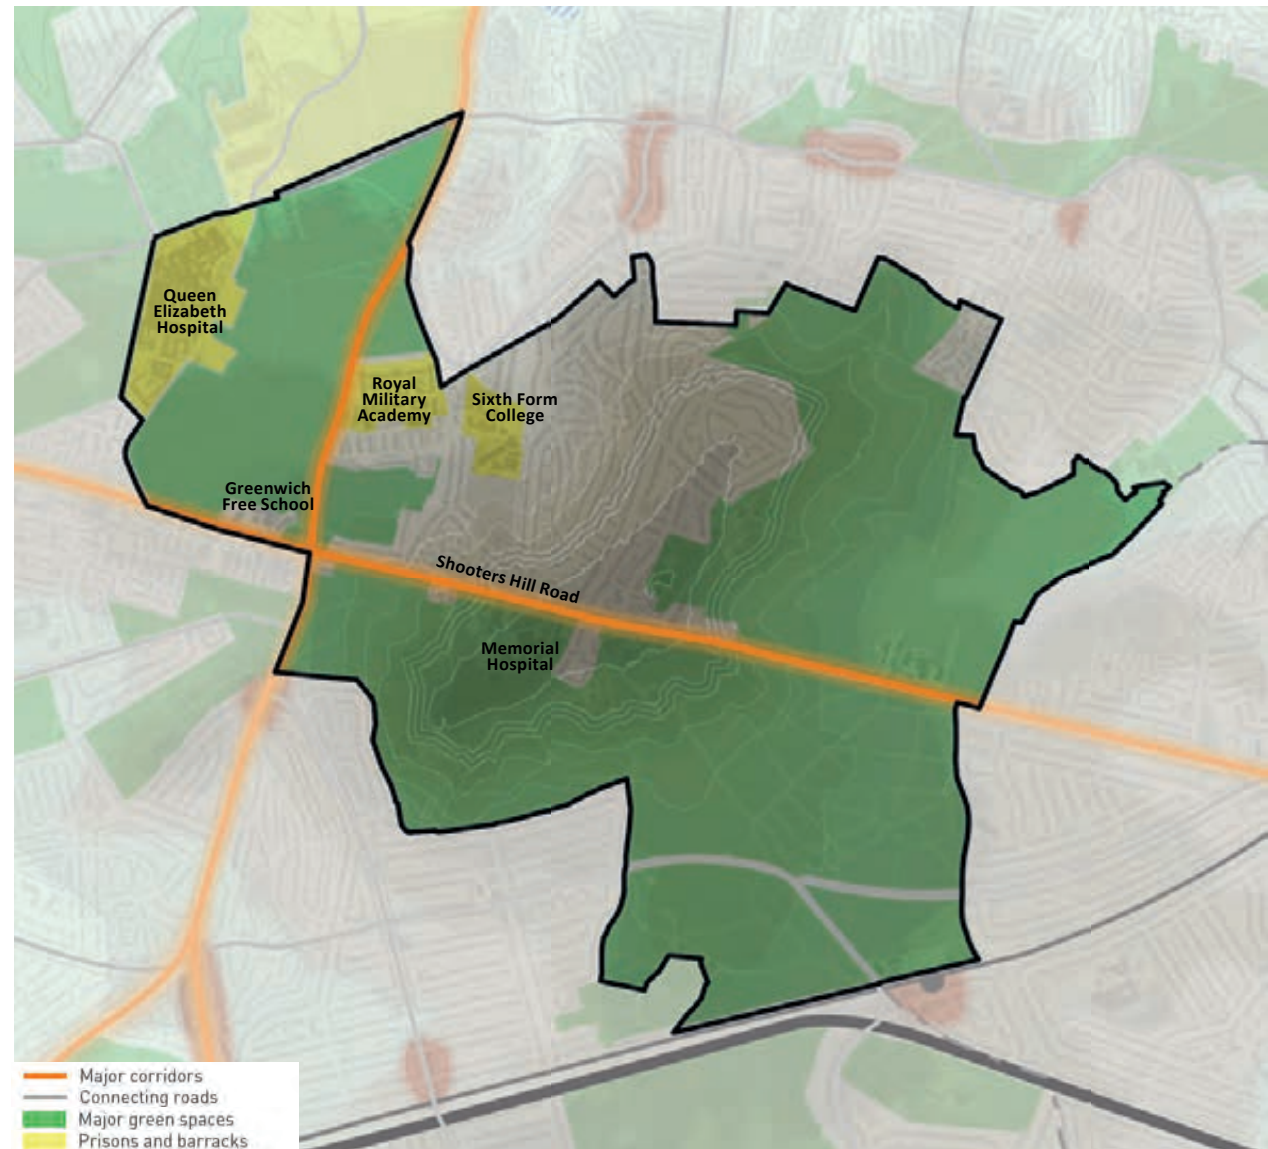 Queen
Elizabeth
Hospital
Royal
Military
Academy
Sixth Form
College
Greenwich
Free School
Shooters Hill Road
Memorial
Hospital
Major corridors
Connecting roads
Major green spaces
Prisons and barracks